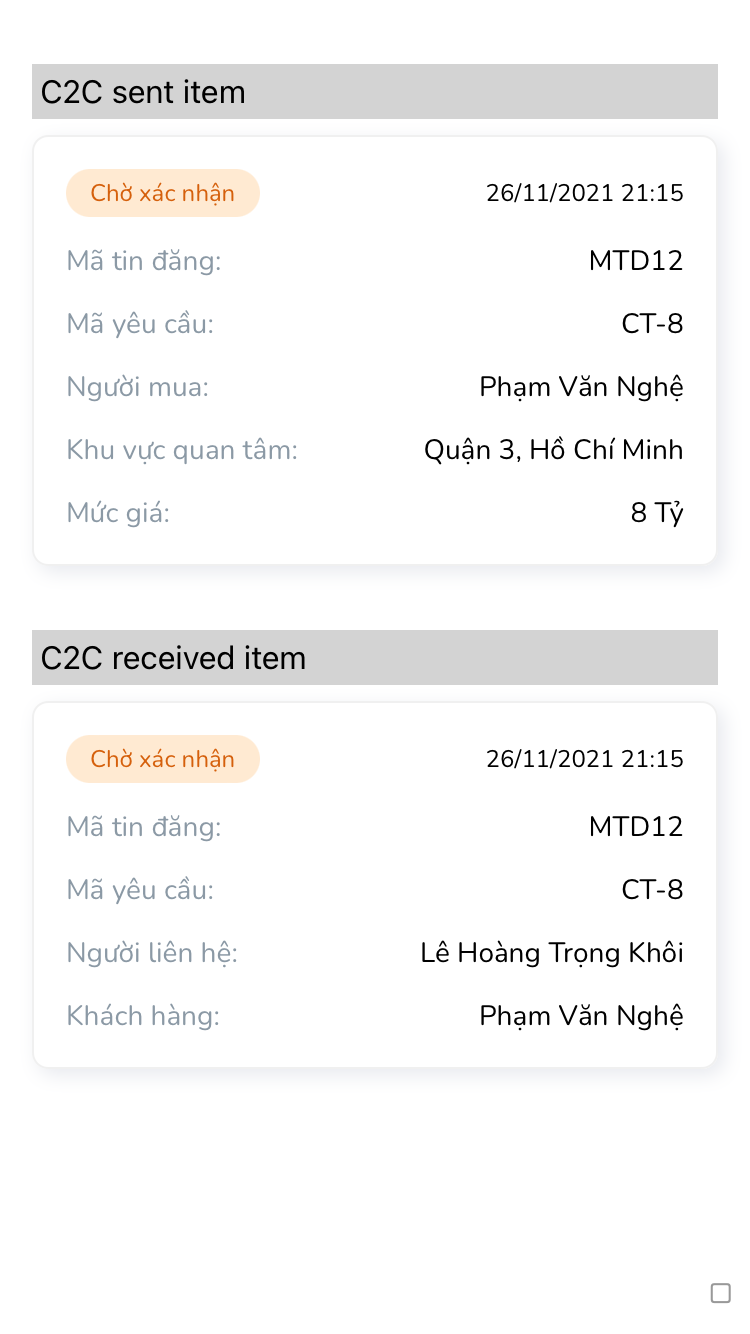 C2C sent item
Chờ xác nhận 26/11/2021 21:15
Mã tin đăng: MTD12
Mã yêu cầu: CT-8
Người mua: Phạm Văn Nghệ
Khu vực quan tâm: Quận 3, Hồ Chí Minh
Mức giá: 8 Tỷ
C2C received item
Chờ xác nhận 26/11/2021 21:15
Mã tin đăng: MTD12
Mã yêu cầu: CT-8
Người liên hệ: Lê Hoàng Trọng Khôi
Khách hàng: Phạm Văn Nghệ